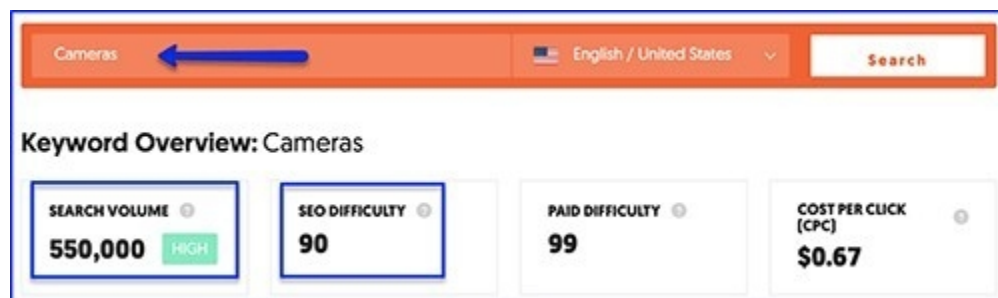 Cameras
English / United States
Search
Keyword Overview: Cameras
SEARCH VOLUME ?
550,000 HIGH
SEO DIFFICULTY ?
90
PAID DIFFICULTY ?
99
COST PER CLICK
(CPC) ?
$0.67